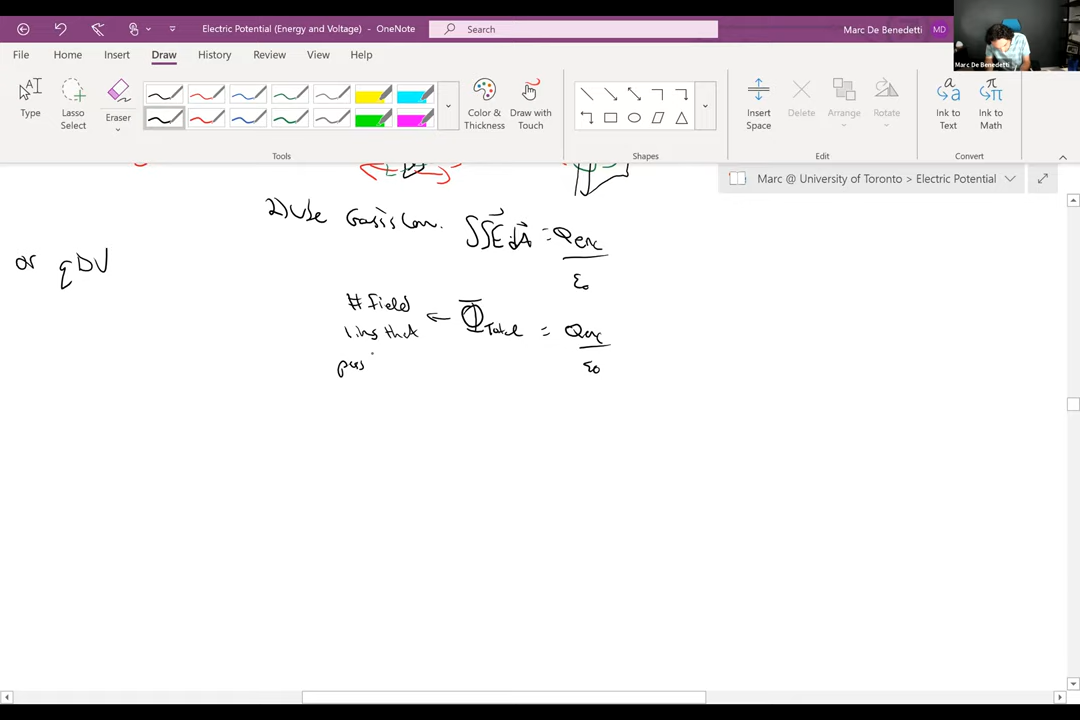 Electric Potential (Energy and Voltage) - OneNote
Search
Marc De Benedetti
MD
Marc De Benedetti
File Home Insert Draw History Review View Help
Type
Lasso Select
Eraser
Color & Thickness
Draw with Touch
Insert Space
Delete
Arrange
Rotate
Ink to Text
Ink to Math
Tools
Shapes
Edit
Convert
Marc @ University of Toronto > Electric Potential
2) Use Gauss's Law. ∫∫E⃗·dA⃗ = Qenc/ε₀
or qDV
# field ← Φ Total = Qenc/ε₀
lines that
pass